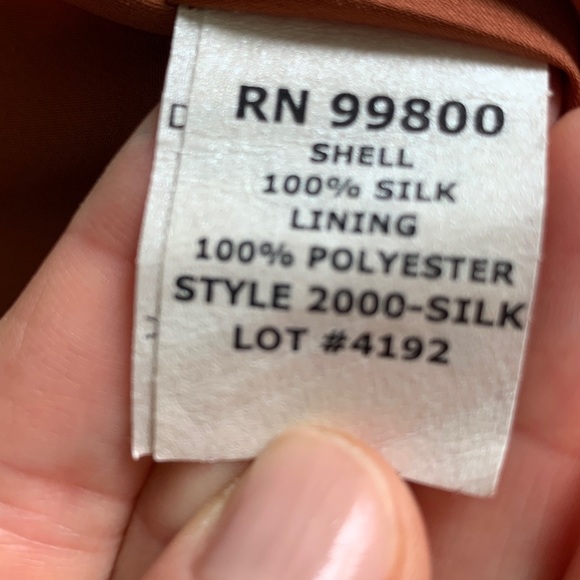 RN 99800
SHELL
100% SILK
LINING
100% POLYESTER
STYLE 2000-SILK
LOT #4192